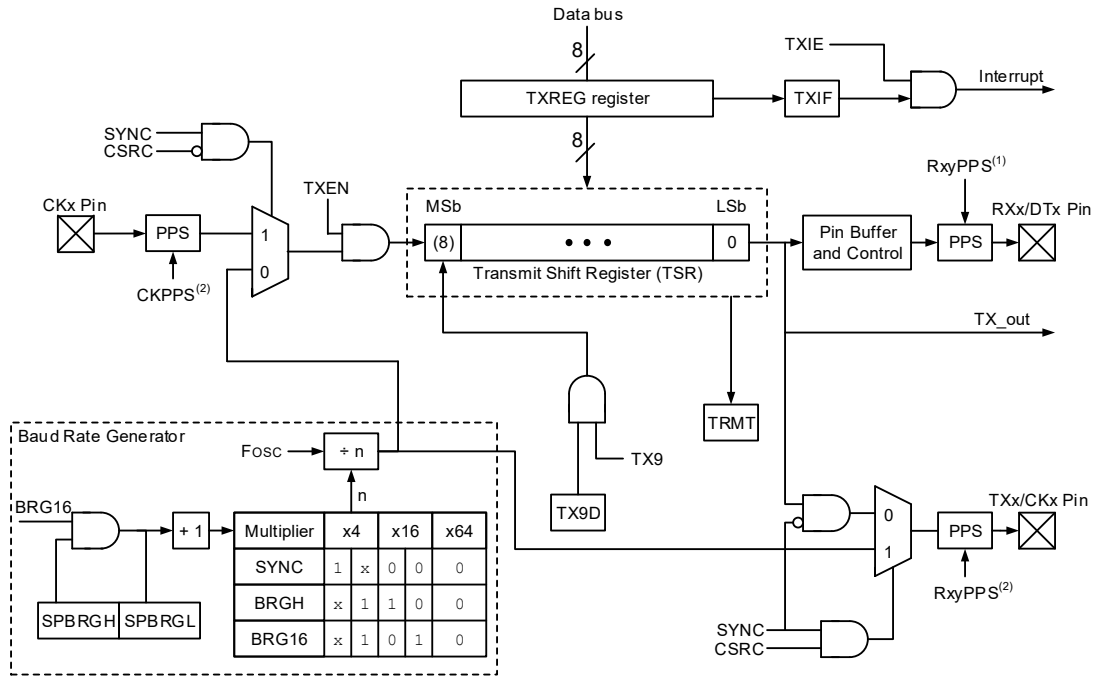 Data bus
8
TXIE
Interrupt
TXREG register
TXIF
8
SYNC
CSRC
RxyPPS(1)
TXEN
CKx Pin
MSb
LSb
RXx/DTx Pin
PPS
1
(8)
• • •
0
Pin Buffer
and Control
PPS
0
Transmit Shift Register (TSR)
CKPPS(2)
TX_out
TRMT
Baud Rate Generator
Fosc
÷ n
TX9
n
TX9D
BRG16
+ 1
Multiplier x4 x16 x64
SYNC 1 x 0 0 0
BRGH x 1 1 0 0
BRG16 x 1 0 1 0
SPBRGH SPBRGL
TXx/CKx Pin
0
PPS
1
RxyPPS(2)
SYNC
CSRC